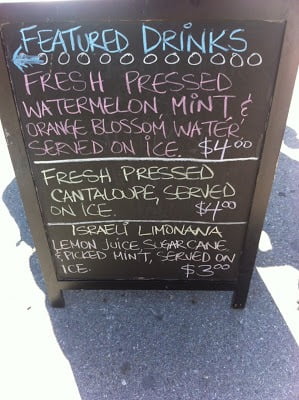 FEATURED DRINKS
FRESH PRESSED
WATERMELON, MINT &
ORANGE BLOSSOM WATER,
SERVED ON ICE. $4.00
FRESH PRESSED
CANTALOUPE, SERVED
ON ICE. $4.00
ISRAELI LIMONANA
LEMON JUICE, SUGARCANE
& PICKED MINT, SERVED ON
ICE. $3.00